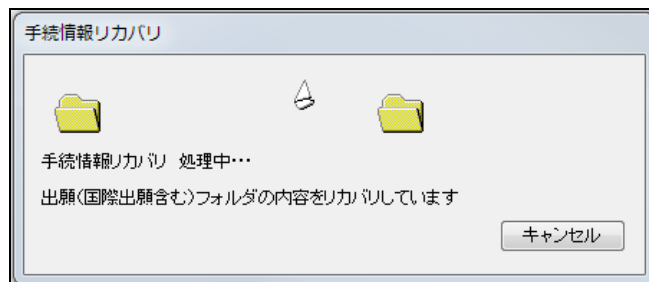 手続情報リカバリ
手続情報リカバリ 処理中･･･
出願(国際出願含む)フォルダの内容をリカバリしています
キャンセル